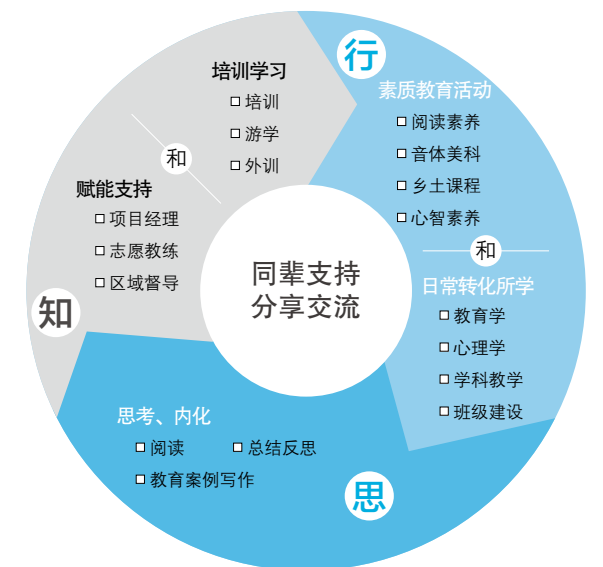 知
培训学习
□ 培训
□ 游学
□ 外训
和
赋能支持
□ 项目经理
□ 志愿教练
□ 区域督导
行
素质教育活动
□ 阅读素养
□ 音体美科
□ 乡土课程
□ 心智素养
和
日常转化所学
□ 教育学
□ 心理学
□ 学科教学
□ 班级建设
思
思考、内化
□ 阅读 □ 总结反思
□ 教育案例写作
同辈支持
分享交流